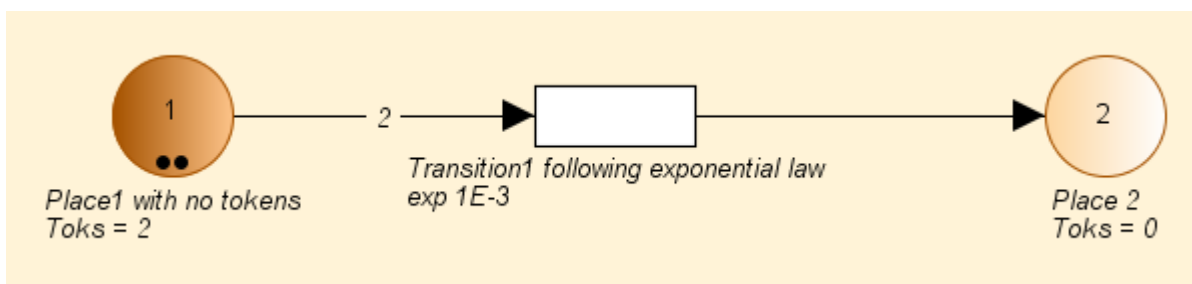 1
2
2
Transition1 following exponential law
exp 1E-3
Place1 with no tokens
Toks = 2
Place 2
Toks = 0